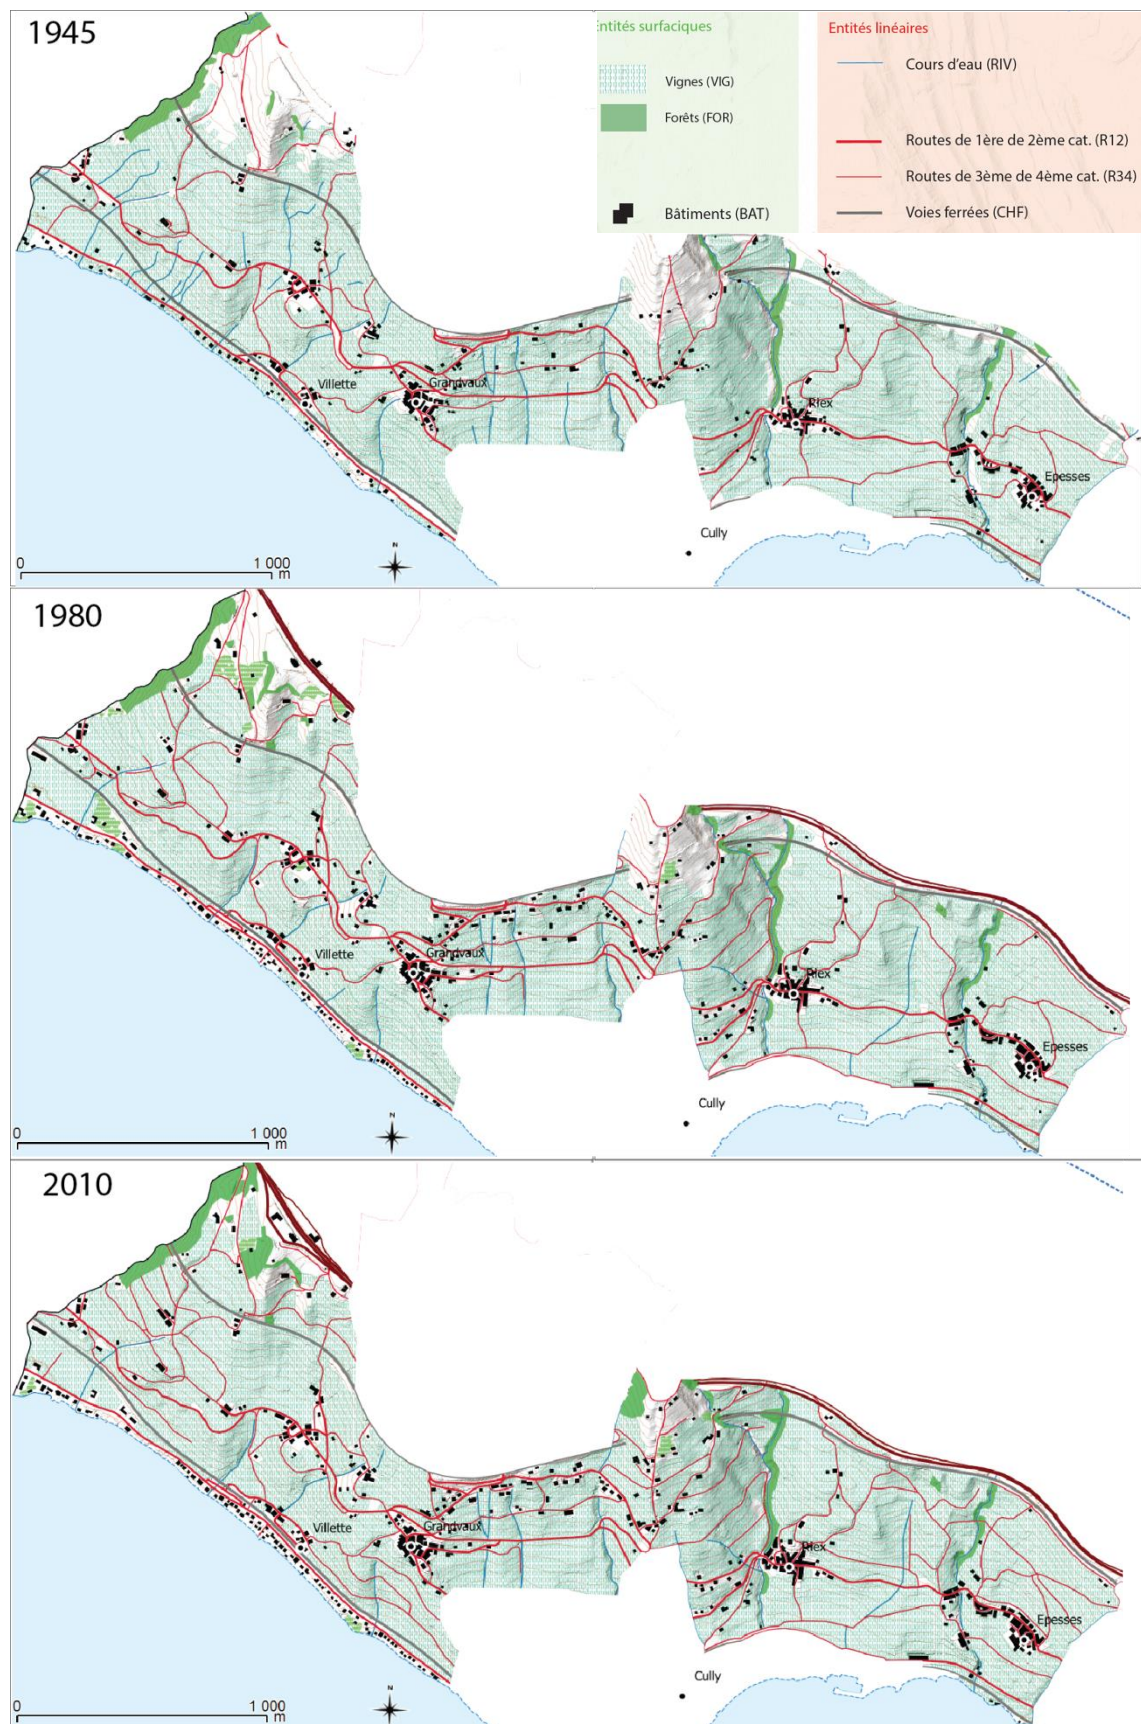 1945
Entités surfaciques
Vignes (VIG)
Forêts (FOR)
Bâtiments (BAT)
Entités linéaires
Cours d'eau (RIV)
Routes de 1ère de 2ème cat. (R12)
Routes de 3ème de 4ème cat. (R34)
Voies ferrées (CHF)
Villette
Grandvaux
Riex
Epesses
Cully
N
0 1 000
m
1980
Villette
Grandvaux
Riex
Epesses
Cully
N
0 1 000
m
2010
Villette
Grandvaux
Riex
Epesses
Cully
N
0 1 000
m